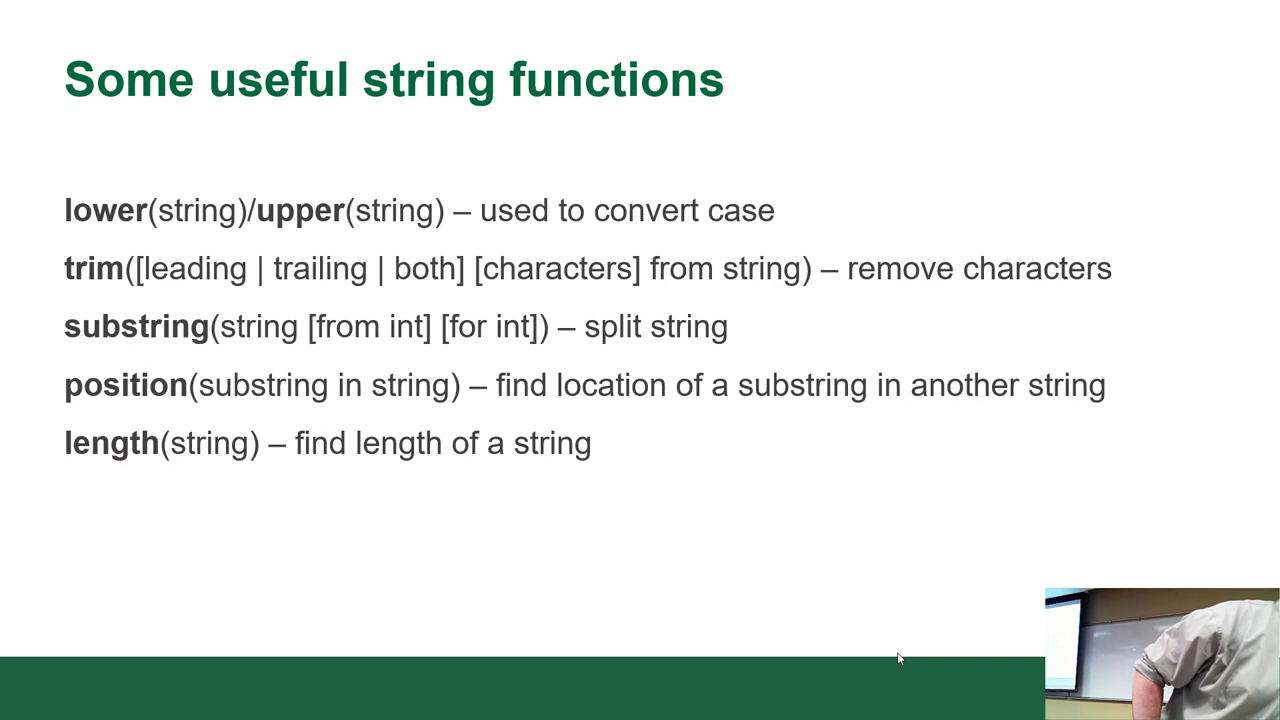 Some useful string functions
lower(string)/upper(string) – used to convert case
trim([leading | trailing | both] [characters] from string) – remove characters
substring(string [from int] [for int]) – split string
position(substring in string) – find location of a substring in another string
length(string) – find length of a string